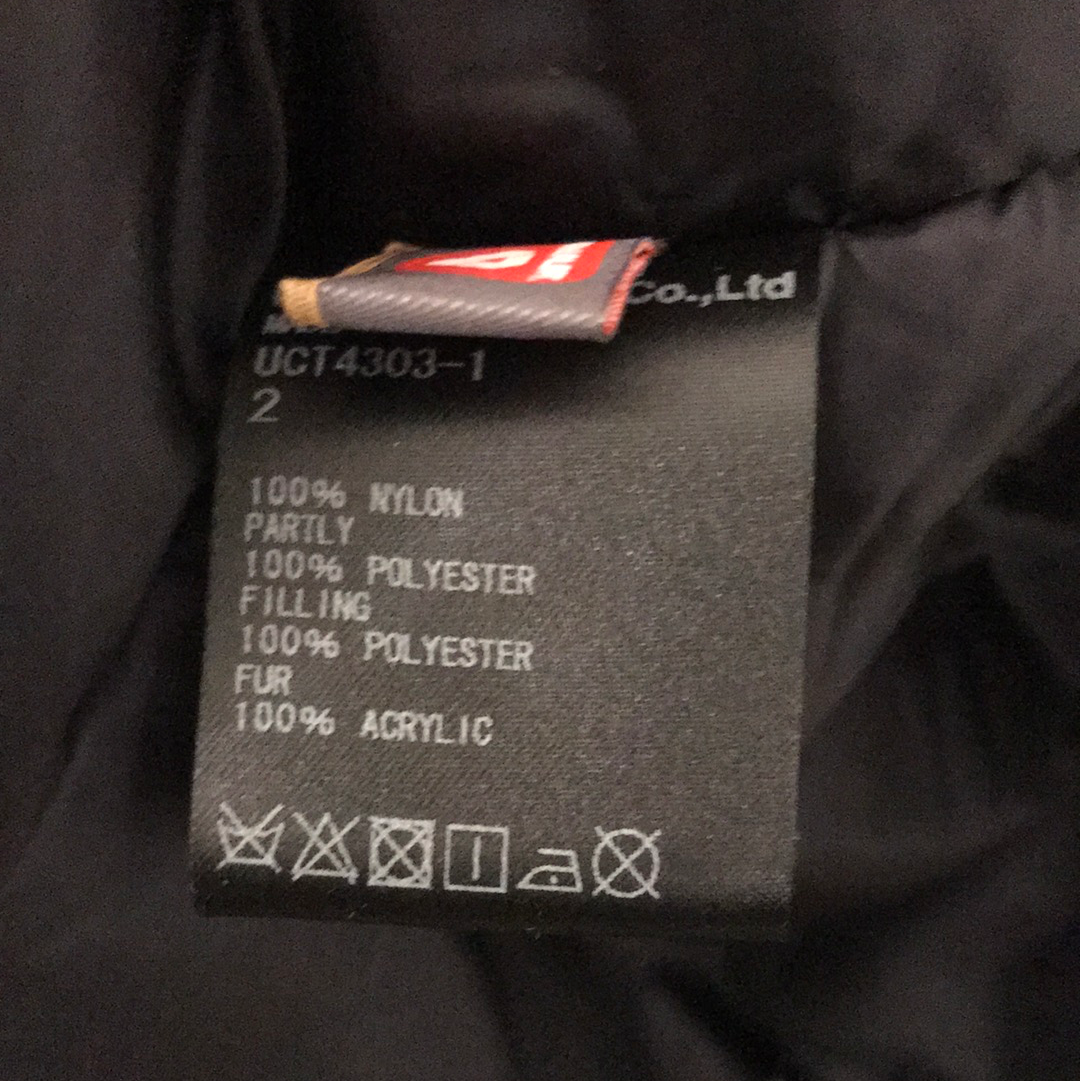 Co.,Ltd
UCT4303-1
2
100% NYLON
PARTLY
100% POLYESTER
FILLING
100% POLYESTER
FUR
100% ACRYLIC